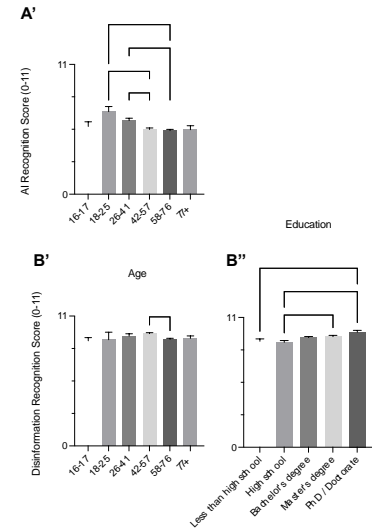 A’
11
AI Recognition Score (0-11)
0
16-17
18-25
26-41
42-57
58-76
77+
Education
B’
Age
11
Disinformation Recognition Score (0-11)
0
16-17
18-25
26-41
42-57
58-76
77+
B’’
11
0
Less than high school
High school
Bachelor's degree
Master's degree
PhD / Doctorate